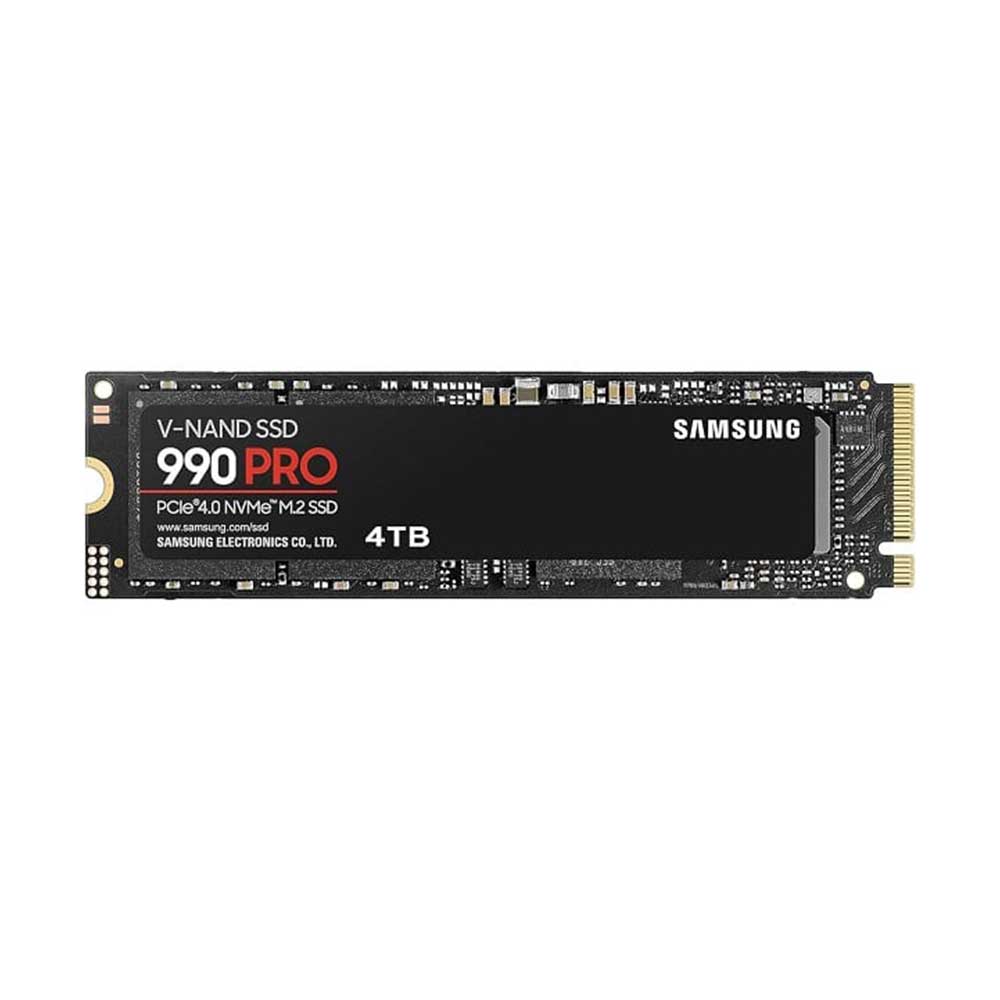 V-NAND SSD
SAMSUNG
990 PRO
PCIe®4.0 NVMe™ M.2 SSD
www.samsung.com/ssd
SAMSUNG ELECTRONICS CO., LTD.
4TB